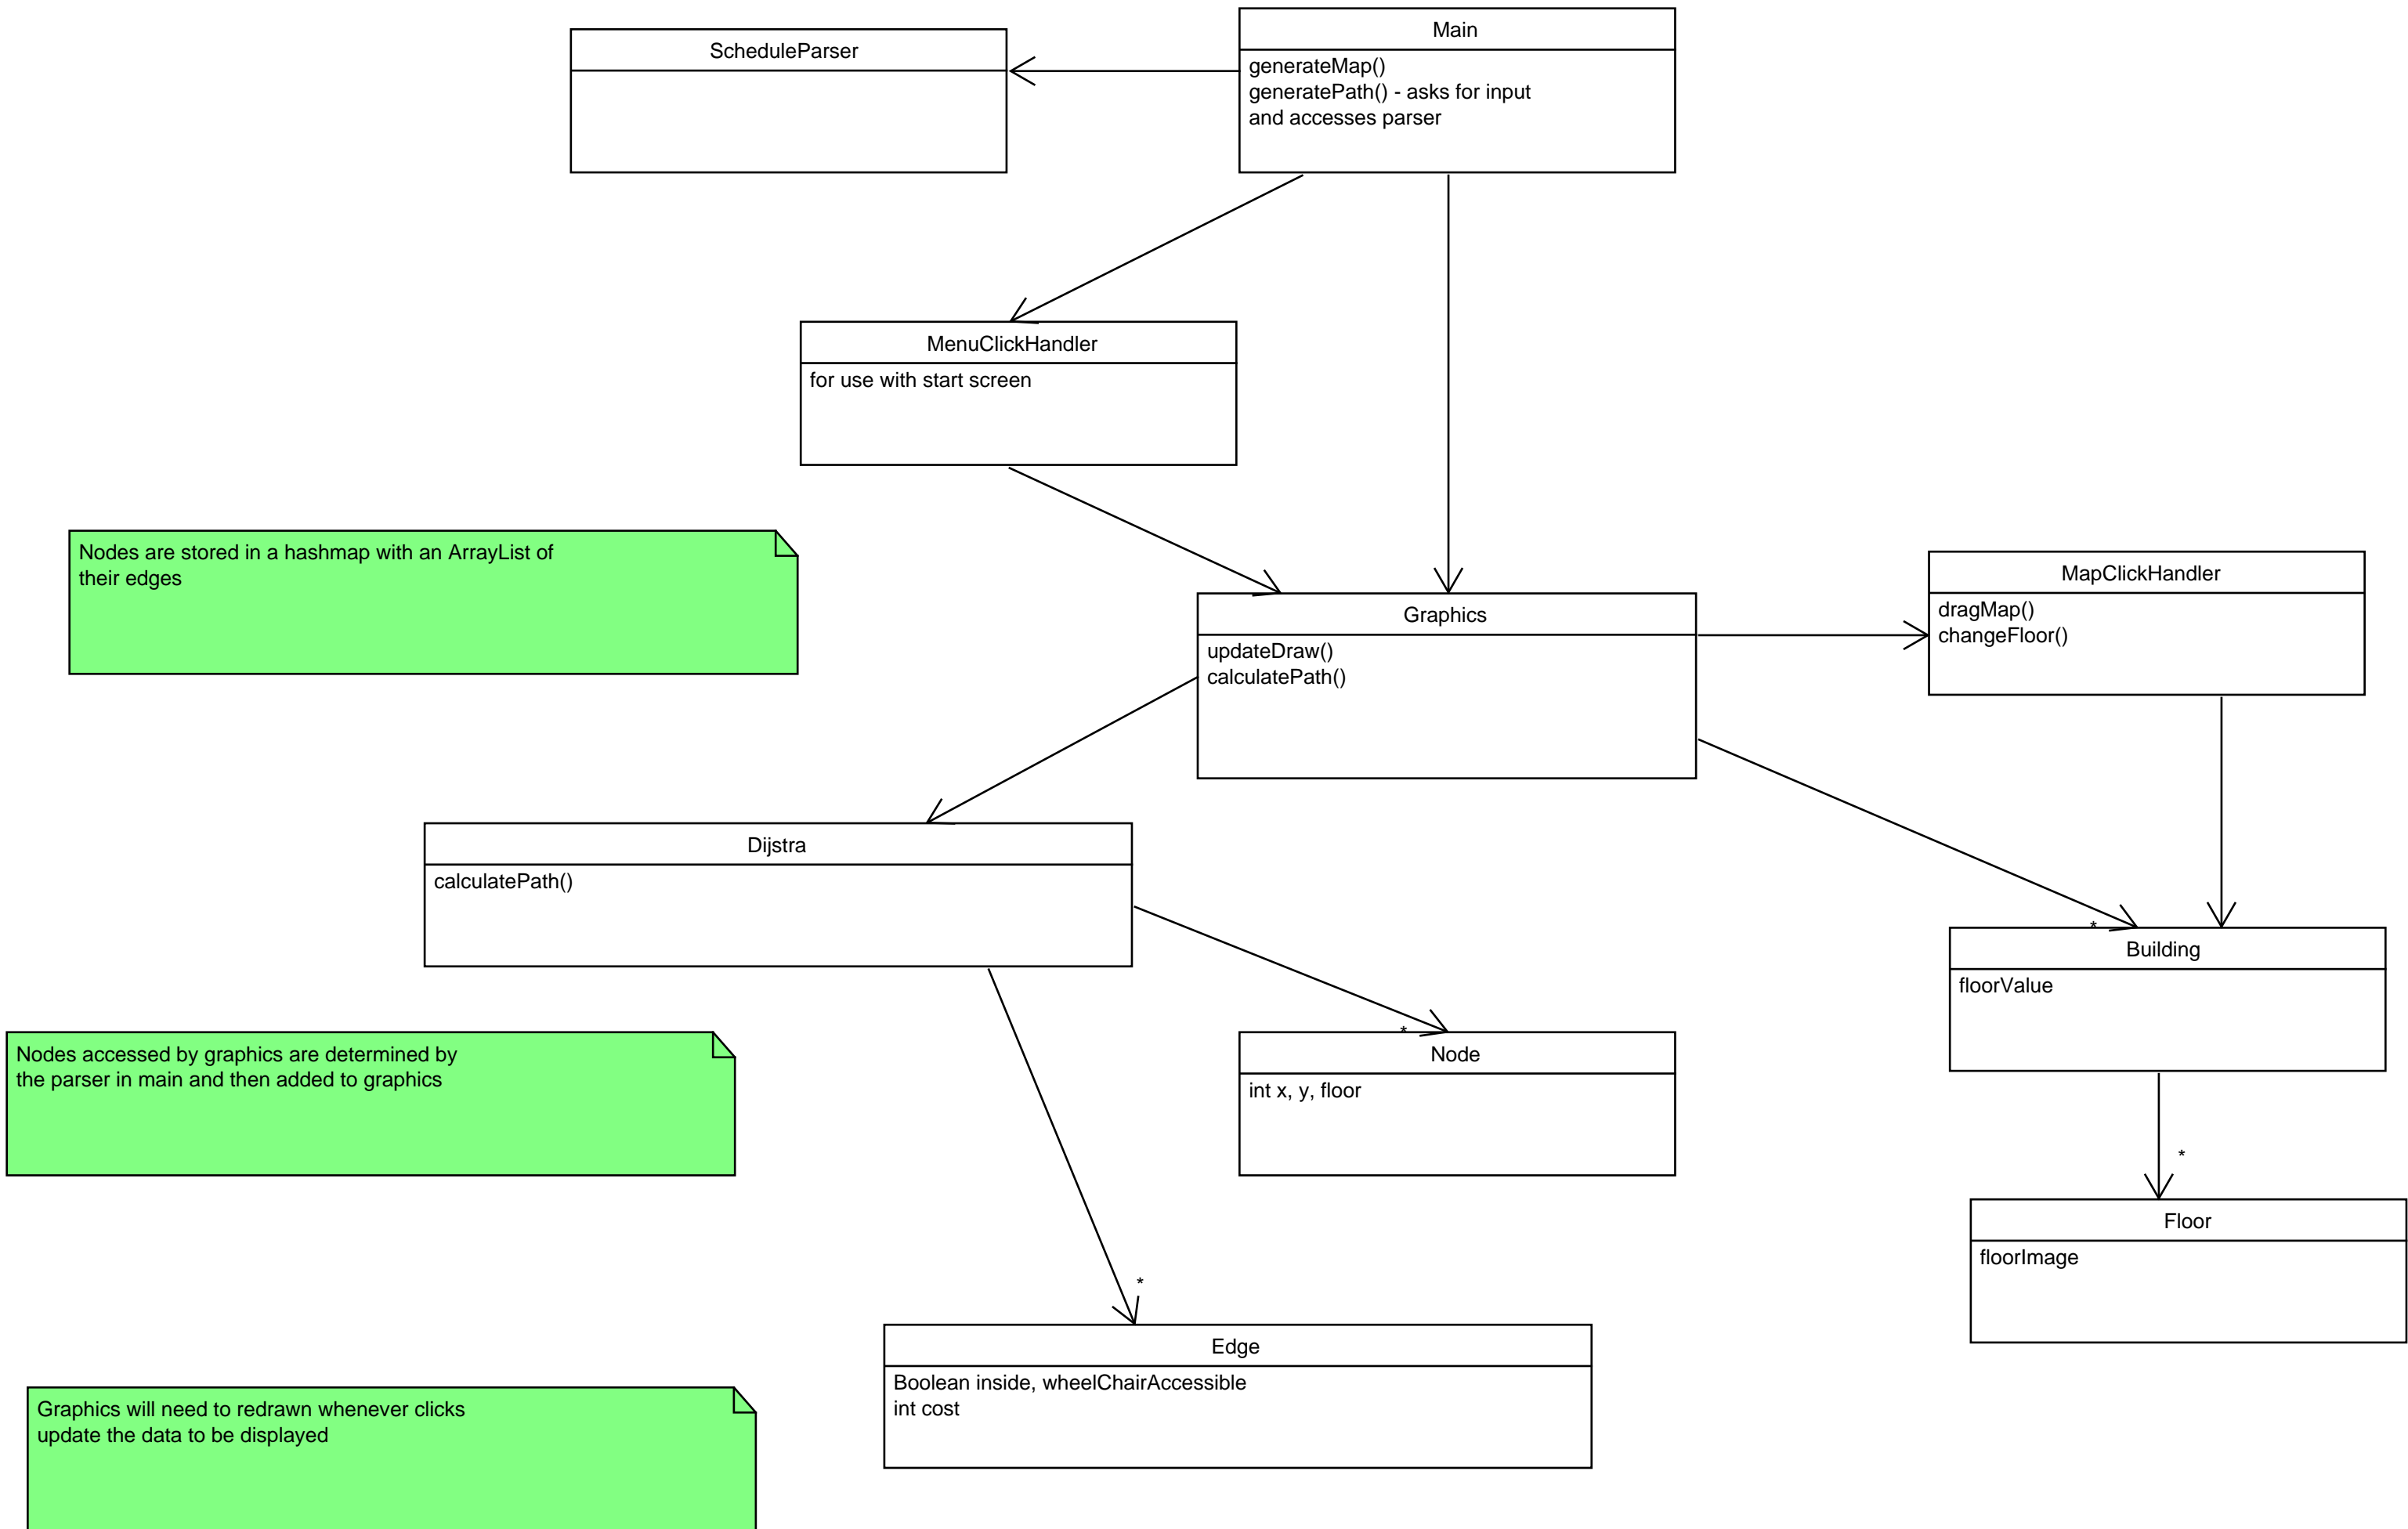 ScheduleParser
Main
generateMap()
generatePath() - asks for input
and accesses parser
MenuClickHandler
for use with start screen
Nodes are stored in a hashmap with an ArrayList of
their edges
Graphics
updateDraw()
calculatePath()
MapClickHandler
dragMap()
changeFloor()
Dijstra
calculatePath()
*
Building
floorValue
Nodes accessed by graphics are determined by
the parser in main and then added to graphics
*
Node
int x, y, floor
*
Floor
floorImage
*
Edge
Boolean inside, wheelChairAccessible
int cost
Graphics will need to redrawn whenever clicks
update the data to be displayed